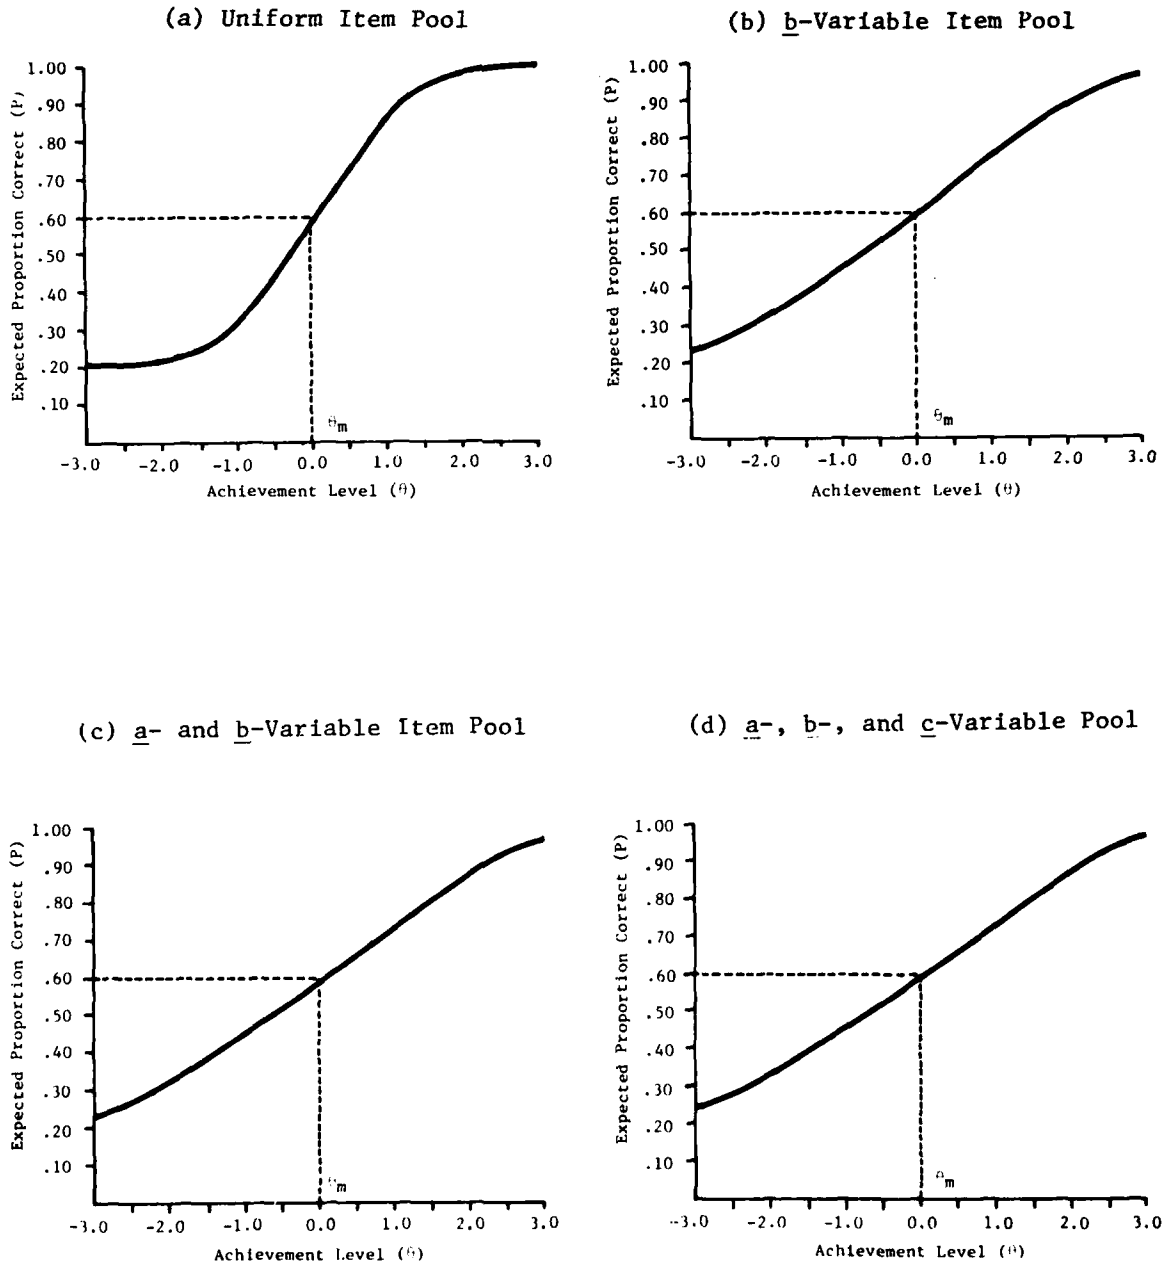 (a) Uniform Item Pool
Expected Proportion Correct (P)
1.00
.90
.80
.70
.60
.50
.40
.30
.20
.10
θm
-3.0 -2.0 -1.0 0.0 1.0 2.0 3.0
Achievement Level (θ)
(b) b-Variable Item Pool
Expected Proportion Correct (P)
1.00
.90
.80
.70
.60
.50
.40
.30
.20
.10
θm
-3.0 -2.0 -1.0 0.0 1.0 2.0 3.0
Achievement Level (θ)
(c) a- and b-Variable Item Pool
Expected Proportion Correct (P)
1.00
.90
.80
.70
.60
.50
.40
.30
.20
.10
θm
-3.0 -2.0 -1.0 0.0 1.0 2.0 3.0
Achievement Level (θ)
(d) a-, b-, and c-Variable Pool
Expected Proportion Correct (P)
1.00
.90
.80
.70
.60
.50
.40
.30
.20
.10
θm
-3.0 -2.0 -1.0 0.0 1.0 2.0 3.0
Achievement Level (θ)